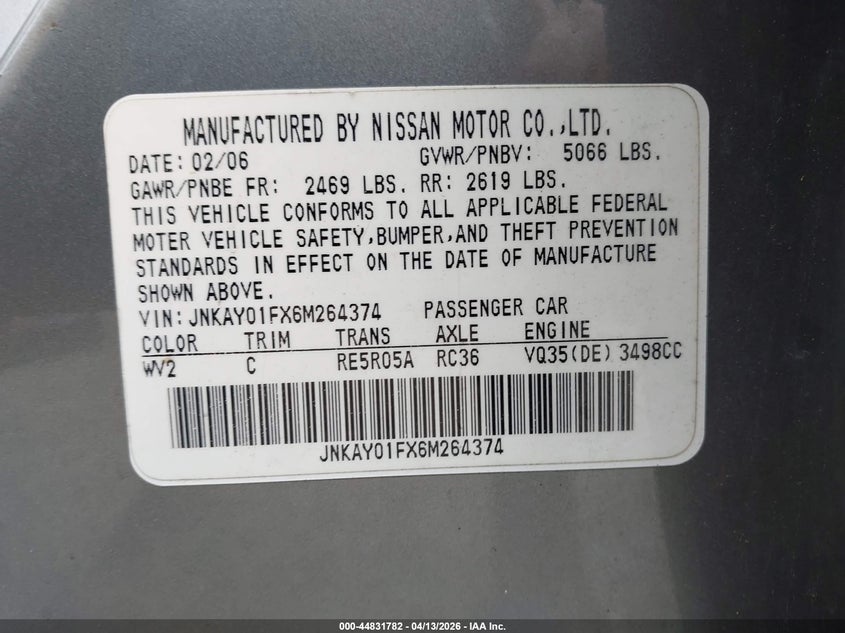 MANUFACTURED BY NISSAN MOTOR CO.,LTD.
DATE: 02/06 GVWR/PNBV: 5066 LBS.
GAWR/PNBE FR: 2469 LBS. RR: 2619 LBS.
THIS VEHICLE CONFORMS TO ALL APPLICABLE FEDERAL
MOTER VEHICLE SAFETY,BUMPER,AND THEFT PREVENTION
STANDARDS IN EFFECT ON THE DATE OF MANUFACTURE
SHOWN ABOVE.
VIN: JNKAY01FX6M264374 PASSENGER CAR
COLOR TRIM TRANS AXLE ENGINE
WV2 C RE5R05A RC36 VQ35(DE) 3498CC
JNKAY01FX6M264374
000-44831782 - 04/13/2026 - IAA Inc.